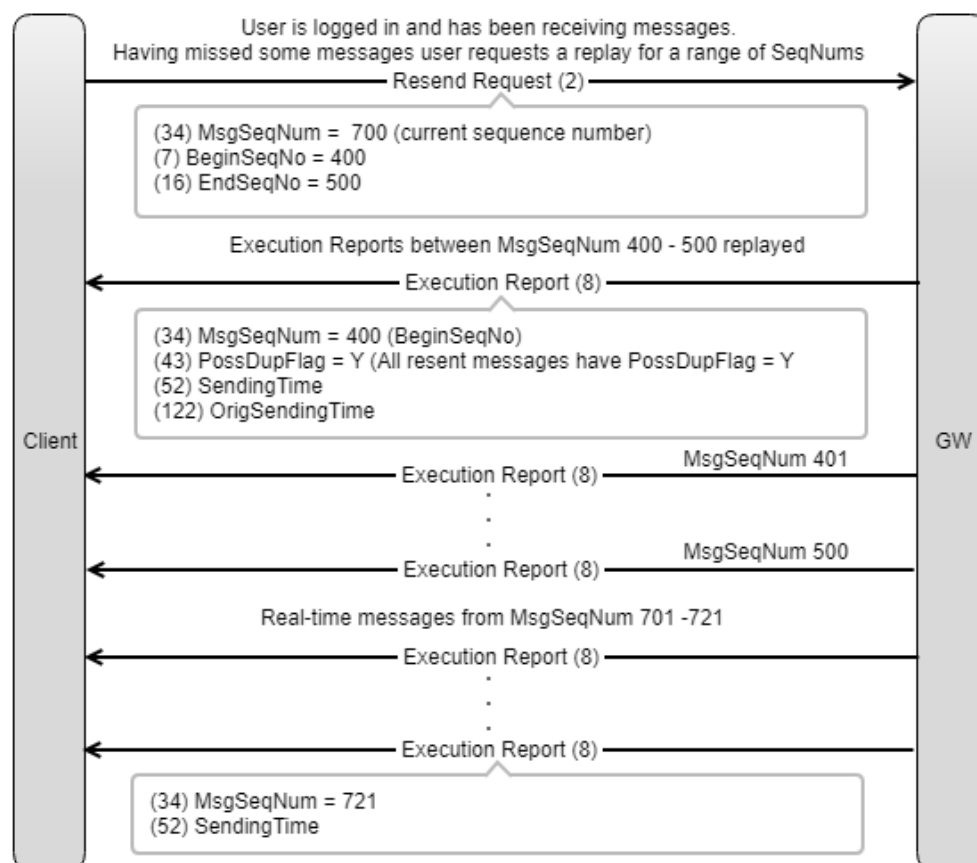 User is logged in and has been receiving messages.
Having missed some messages user requests a replay for a range of SeqNums
Resend Request (2)
(34) MsgSeqNum = 700 (current sequence number)
(7) BeginSeqNo = 400
(16) EndSeqNo = 500
Execution Reports between MsgSeqNum 400 - 500 replayed
Execution Report (8)
(34) MsgSeqNum = 400 (BeginSeqNo)
(43) PossDupFlag = Y (All resent messages have PossDupFlag = Y
(52) SendingTime
(122) OrigSendingTime
Client
GW
MsgSeqNum 401
Execution Report (8)
MsgSeqNum 500
Execution Report (8)
Real-time messages from MsgSeqNum 701 -721
Execution Report (8)
Execution Report (8)
(34) MsgSeqNum = 721
(52) SendingTime